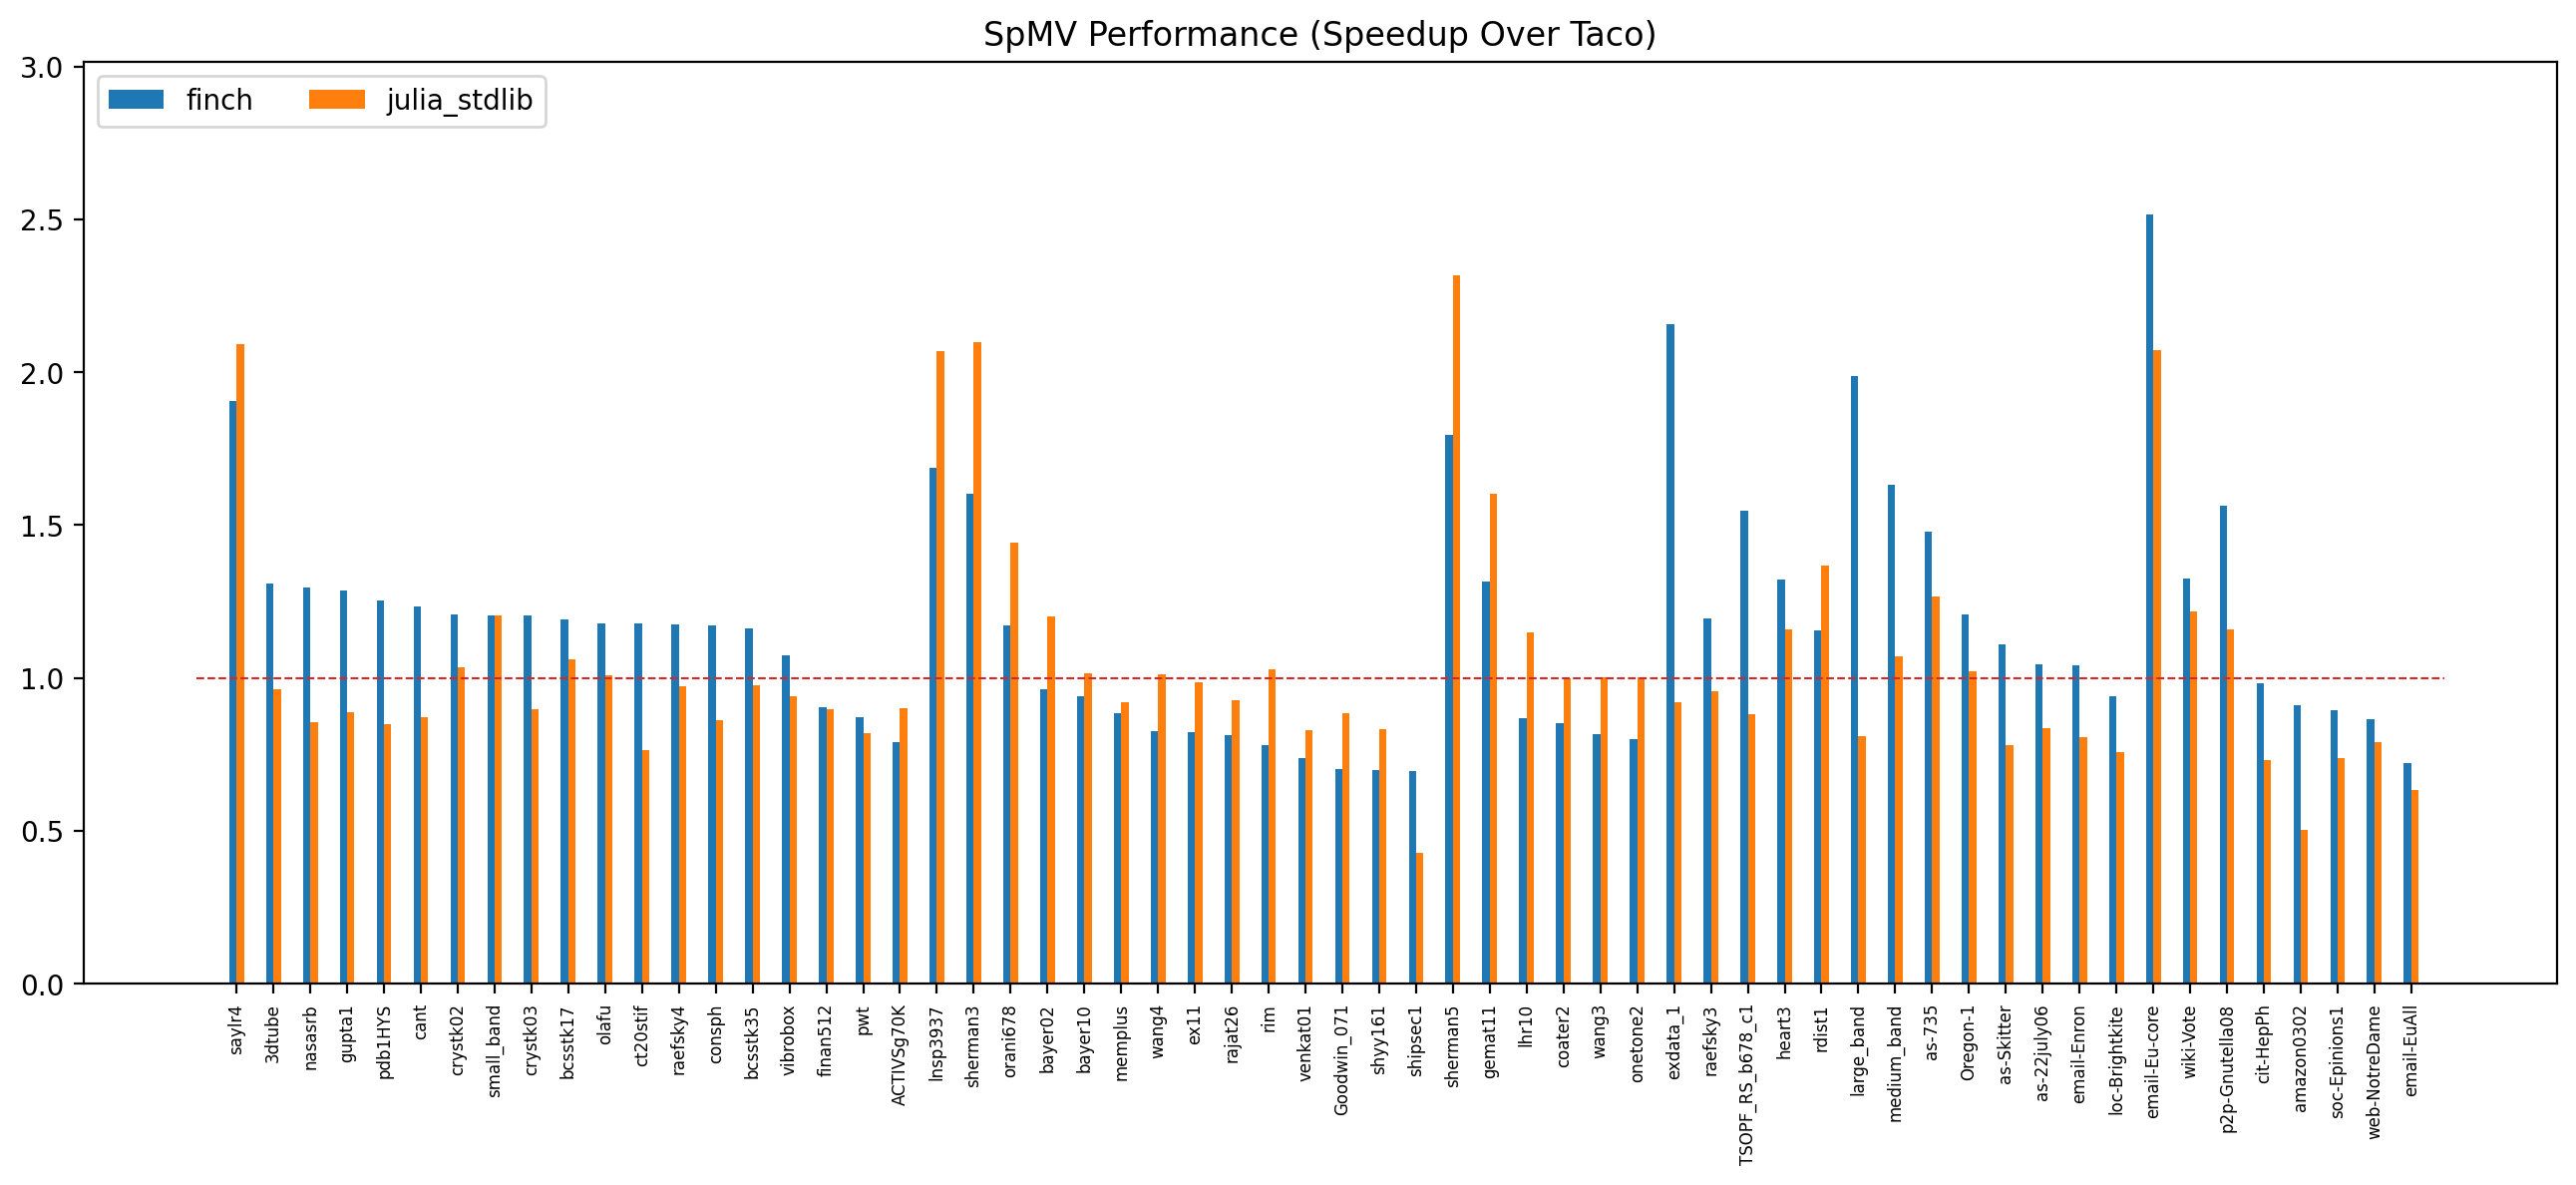 SpMV Performance (Speedup Over Taco)
3.0
2.5
2.0
1.5
1.0
0.5
0.0
finch
julia_stdlib
saylr4
3dtube
nasasrb
gupta1
pdb1HYS
cant
crystk02
small_band
crystk03
bcsstk17
olafu
ct20stif
raefsky4
consph
bcsstk35
vibrobox
finan512
pwt
ACTIVSg70K
lnsp3937
sherman3
orani678
bayer02
bayer10
memplus
wang4
ex11
rajat26
rim
venkat01
Goodwin_071
shyy161
shipsec1
sherman5
gemat11
lhr10
coater2
wang3
onetone2
exdata_1
raefsky3
TSOPF_RS_b678_c1
heart3
rdist1
large_band
medium_band
as-735
Oregon-1
as-Skitter
as-22july06
email-Enron
loc-Brightkite
email-Eu-core
wiki-Vote
p2p-Gnutella08
cit-HepPh
amazon0302
soc-Epinions1
web-NotreDame
email-EuAll